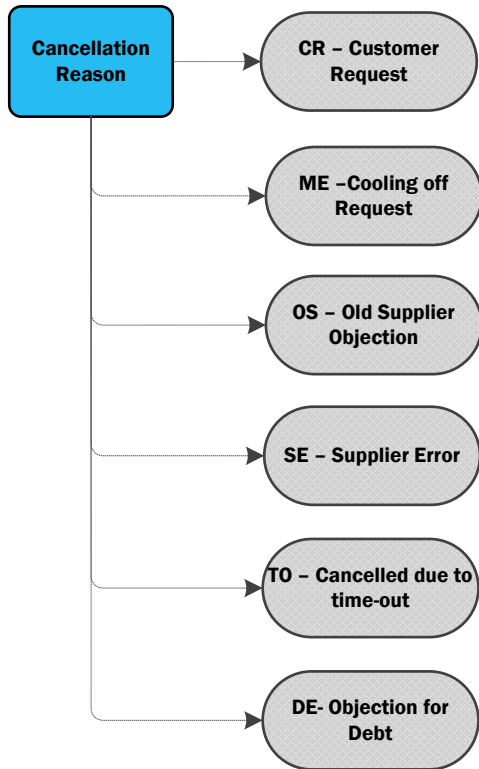 Cancellation
Reason
CR – Customer
Request
ME –Cooling off
Request
OS – Old Supplier
Objection
SE – Supplier Error
TO – Cancelled due to
time-out
DE- Objection for
Debt